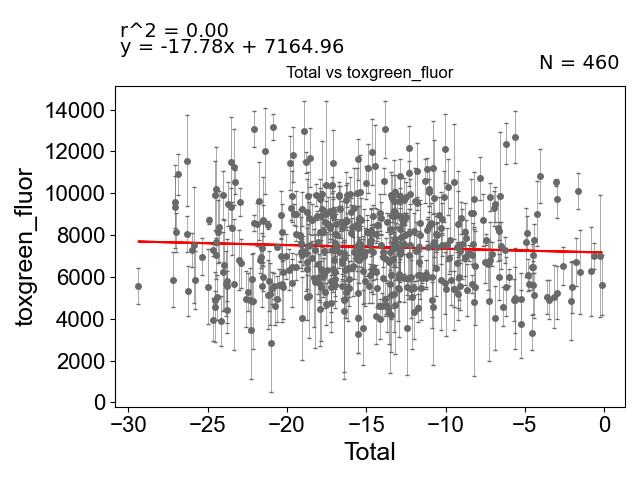 r^2 = 0.00
y = -17.78x + 7164.96
N = 460
Total vs toxgreen_fluor
toxgreen_fluor
14000
12000
10000
8000
6000
4000
2000
0
−30 −25 −20 −15 −10 −5 0
Total